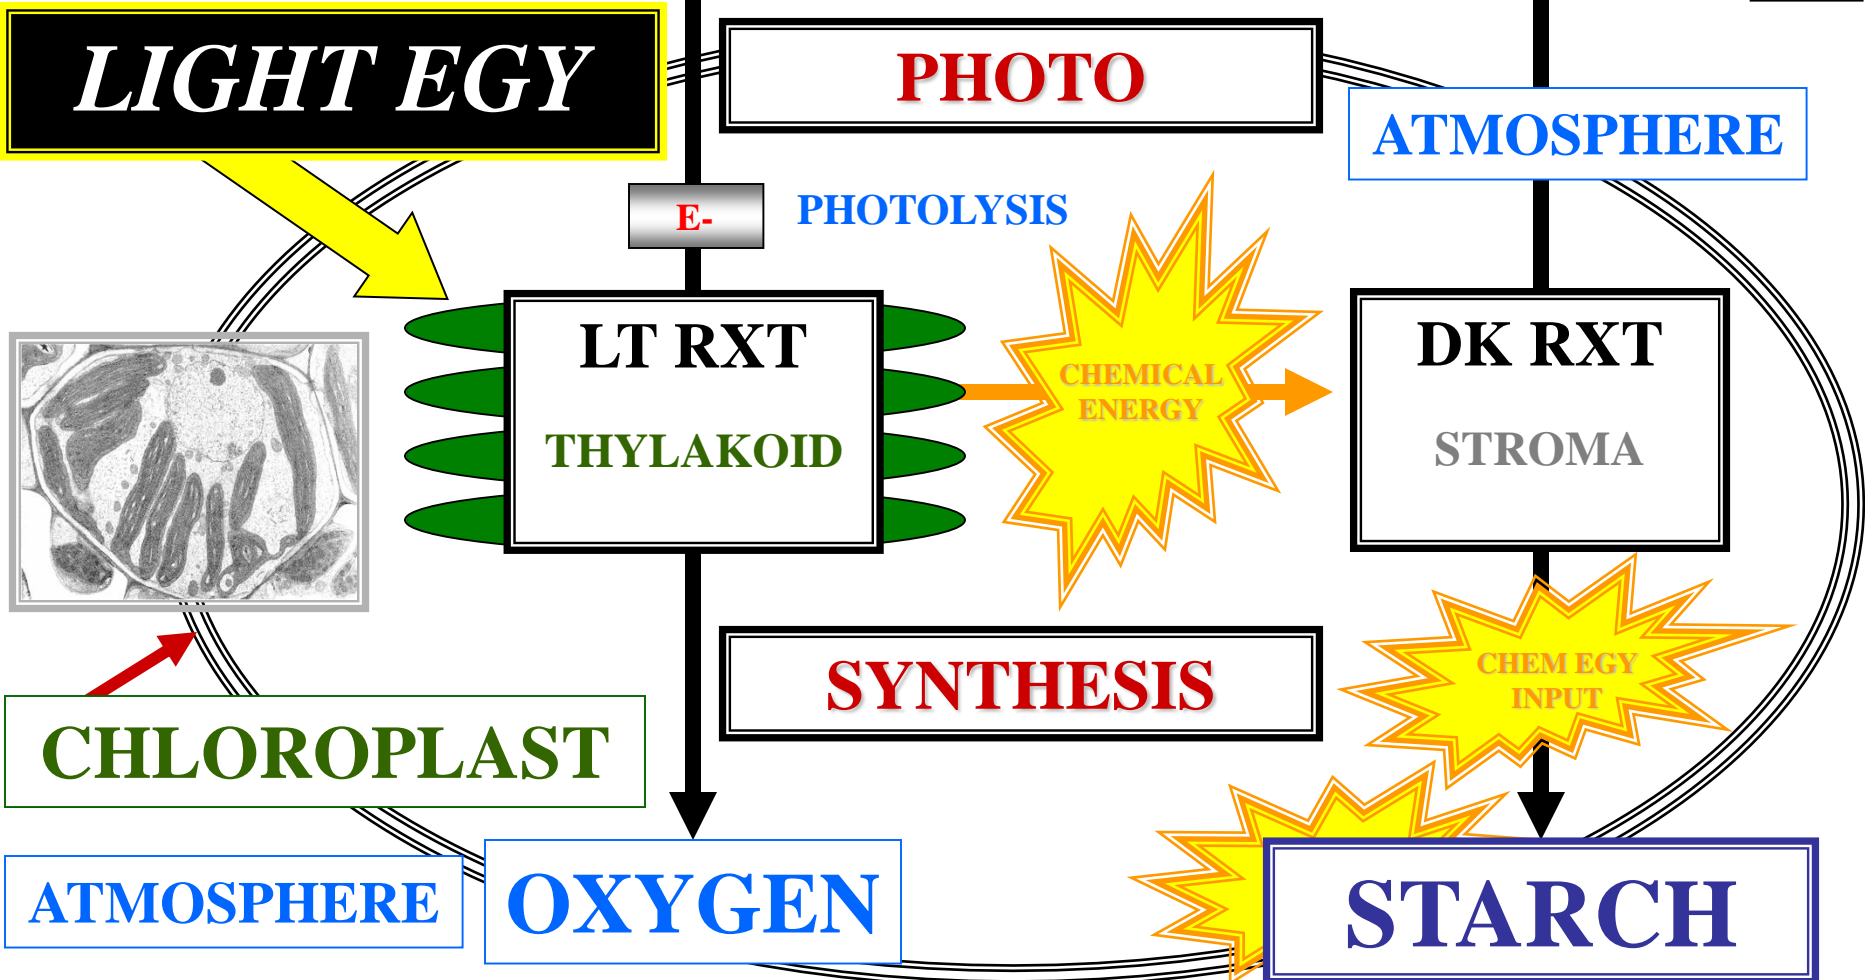 LIGHT EGY
PHOTO
ATMOSPHERE
E-
PHOTOLYSIS
LT RXT
THYLAKOID
CHEMICAL
ENERGY
DK RXT
STROMA
SYNTHESIS
CHEM EGY
INPUT
CHLOROPLAST
ATMOSPHERE
OXYGEN
STARCH